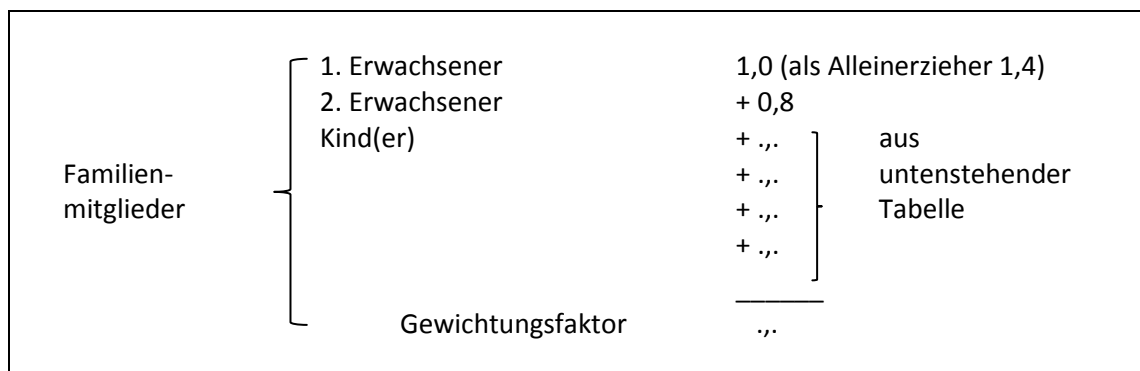 1. Erwachsener 1,0 (als Alleinerzieher 1,4)
2. Erwachsener + 0,8
Kind(er) + .,. aus
Familien- + .,. untenstehender
mitglieder + .,. Tabelle
+ .,.
______
Gewichtungsfaktor .,.